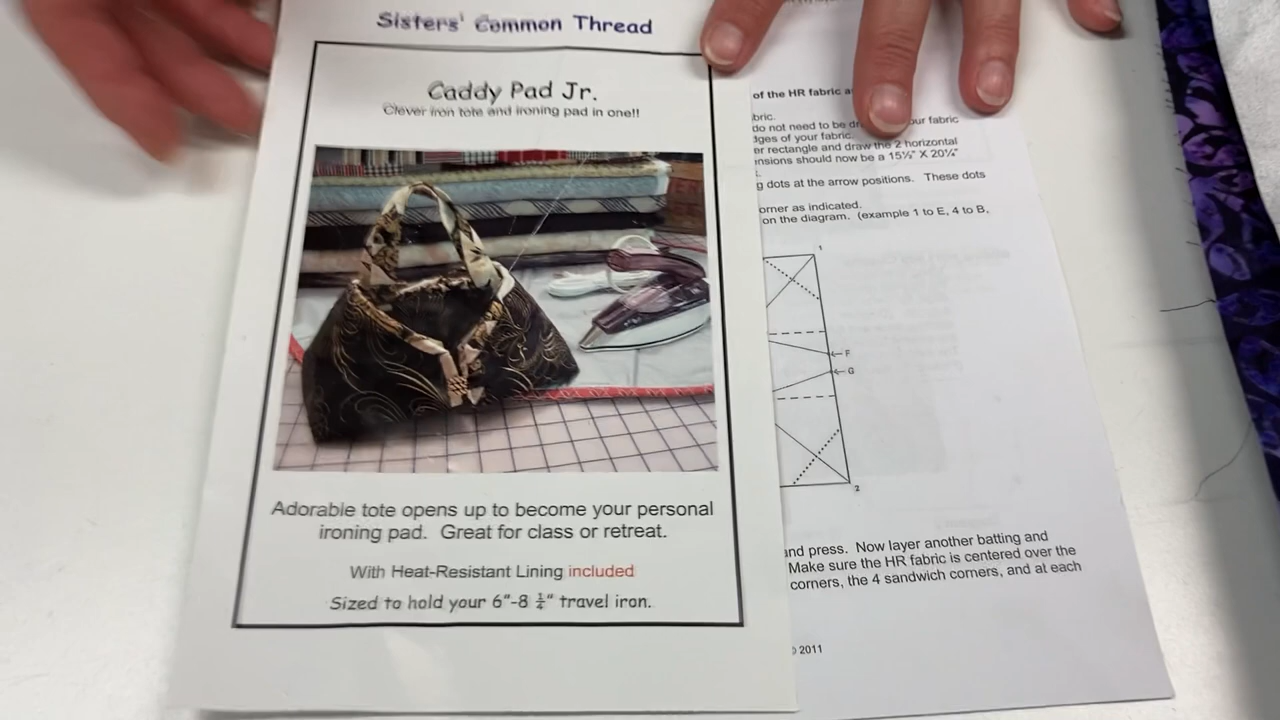 Sisters' Common Thread
Caddy Pad Jr.
Clever iron tote and ironing pad in one!!
Adorable tote opens up to become your personal
ironing pad. Great for class or retreat.
With Heat-Resistant Lining included
Sized to hold your 6"-8 ¼" travel iron.
of the HR fabric
do not need to be your fabric
of your fabric.
rectangle and draw the 2 horizontal
should now be a 15½" X 20¼"
dots at the arrow positions. These dots
corner as indicated.
on the diagram. (example 1 to E, 4 to B,
1
F
G
2
and press. Now layer another batting and
Make sure the HR fabric is centered over the
corners, the 4 sandwich corners, and at each
2011